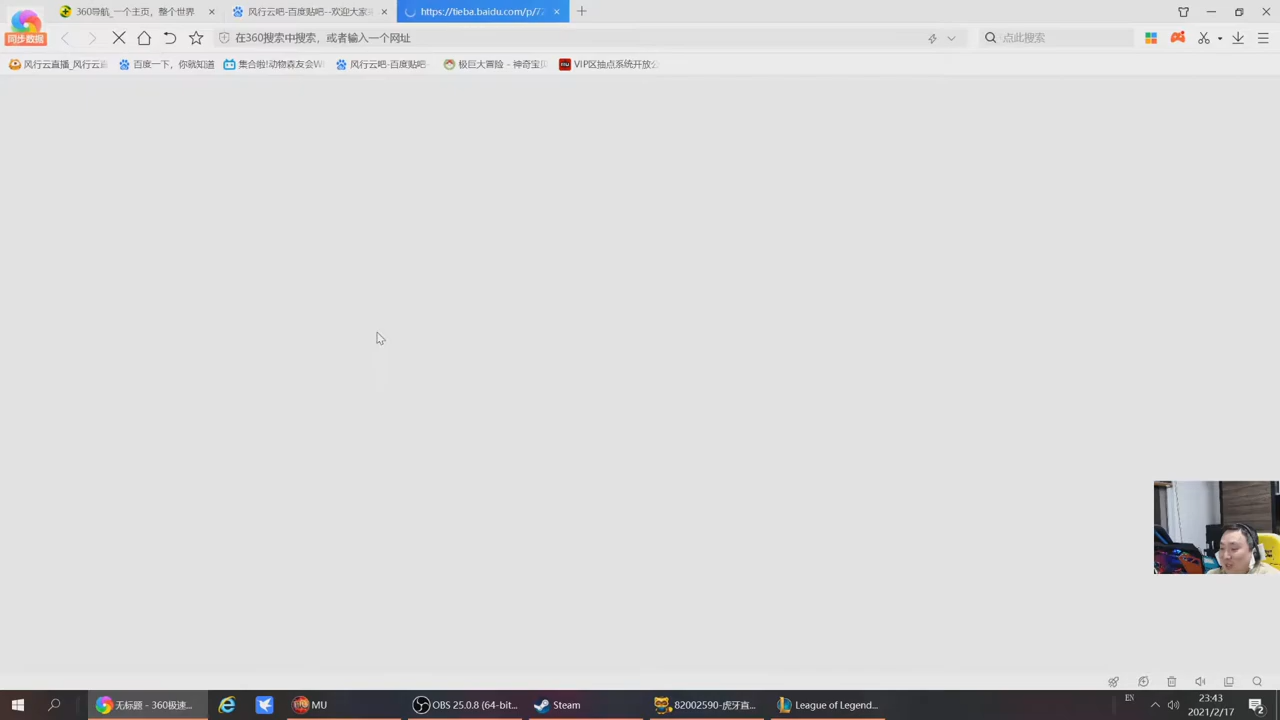 360导航_一个主页，整个世界
风行云吧-百度贴吧--欢迎大家
https://tieba.baidu.com/p/72
同步数据
在360搜索中搜索，或者输入一个网址
点此搜索
风行云直播_风行云直
百度一下，你就知道
集合啦!动物森友会WI
风行云吧-百度贴吧-
极巨大冒险 - 神奇宝贝
VIP区抽点系统开放公
无标题 - 360极速...
MU
OBS 25.0.8 (64-bit...
Steam
82002590-虎牙直...
League of Legend...
EN
23:43
2021/2/17
2